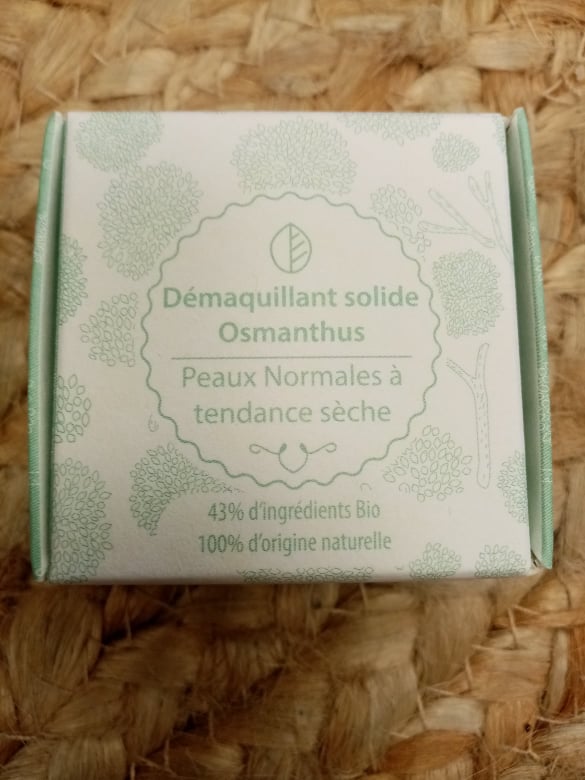 Démaquillant solide
Osmanthus
Peaux Normales à
tendance sèche
43% d'ingrédients Bio
100% d'origine naturelle